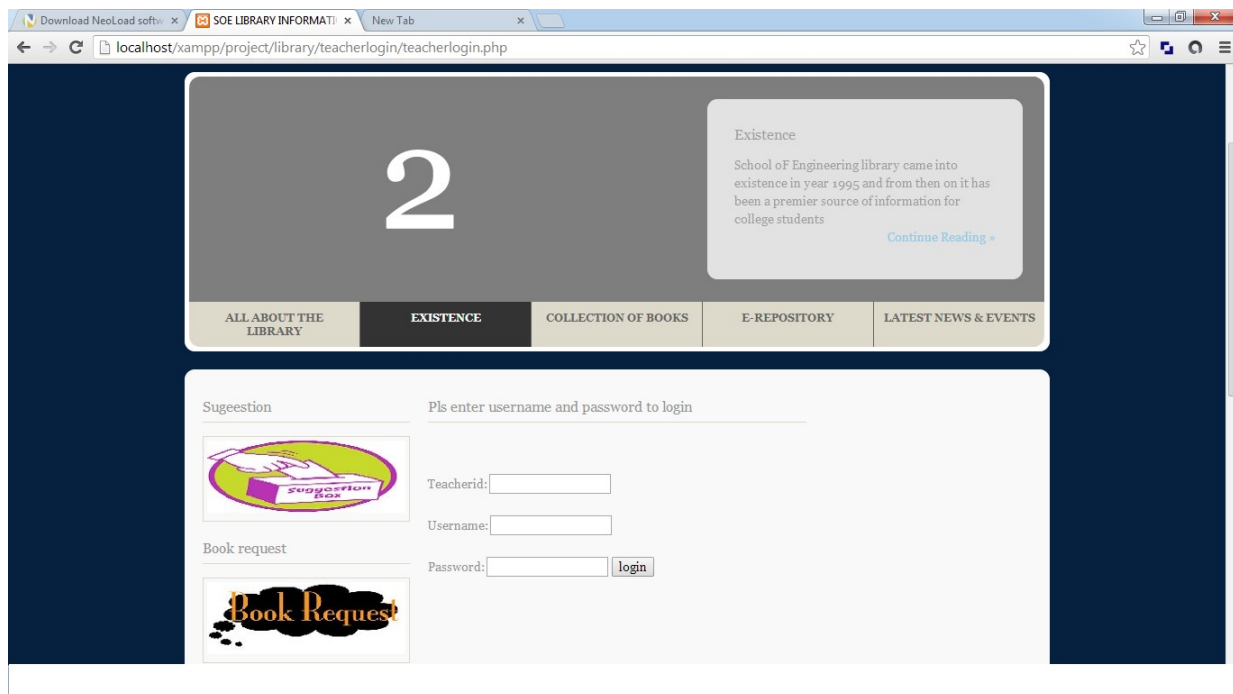 Download NeoLoad softw
SOE LIBRARY INFORMATI
New Tab
localhost/xampp/project/library/teacherlogin/teacherlogin.php
2
Existence
School oF Engineering library came into
existence in year 1995 and from then on it has
been a premier source of information for
college students
Continue Reading »
ALL ABOUT THE
LIBRARY
EXISTENCE
COLLECTION OF BOOKS
E-REPOSITORY
LATEST NEWS & EVENTS
Sugeestion
Suggestion
Box
Book request
Book Request
Pls enter username and password to login
Teacherid:
Username:
Password:
login